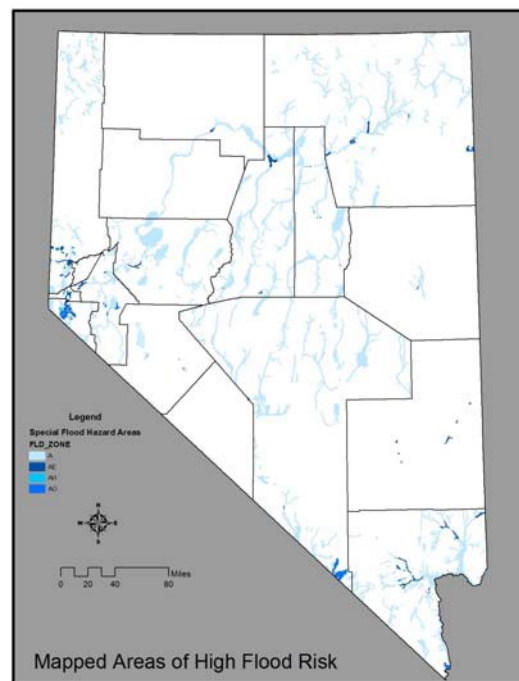 Legend
Special Flood Hazard Areas
FLD_ZONE
A
AE
AH
AO
N
W E
S
0 20 40 80
Miles
Mapped Areas of High Flood Risk